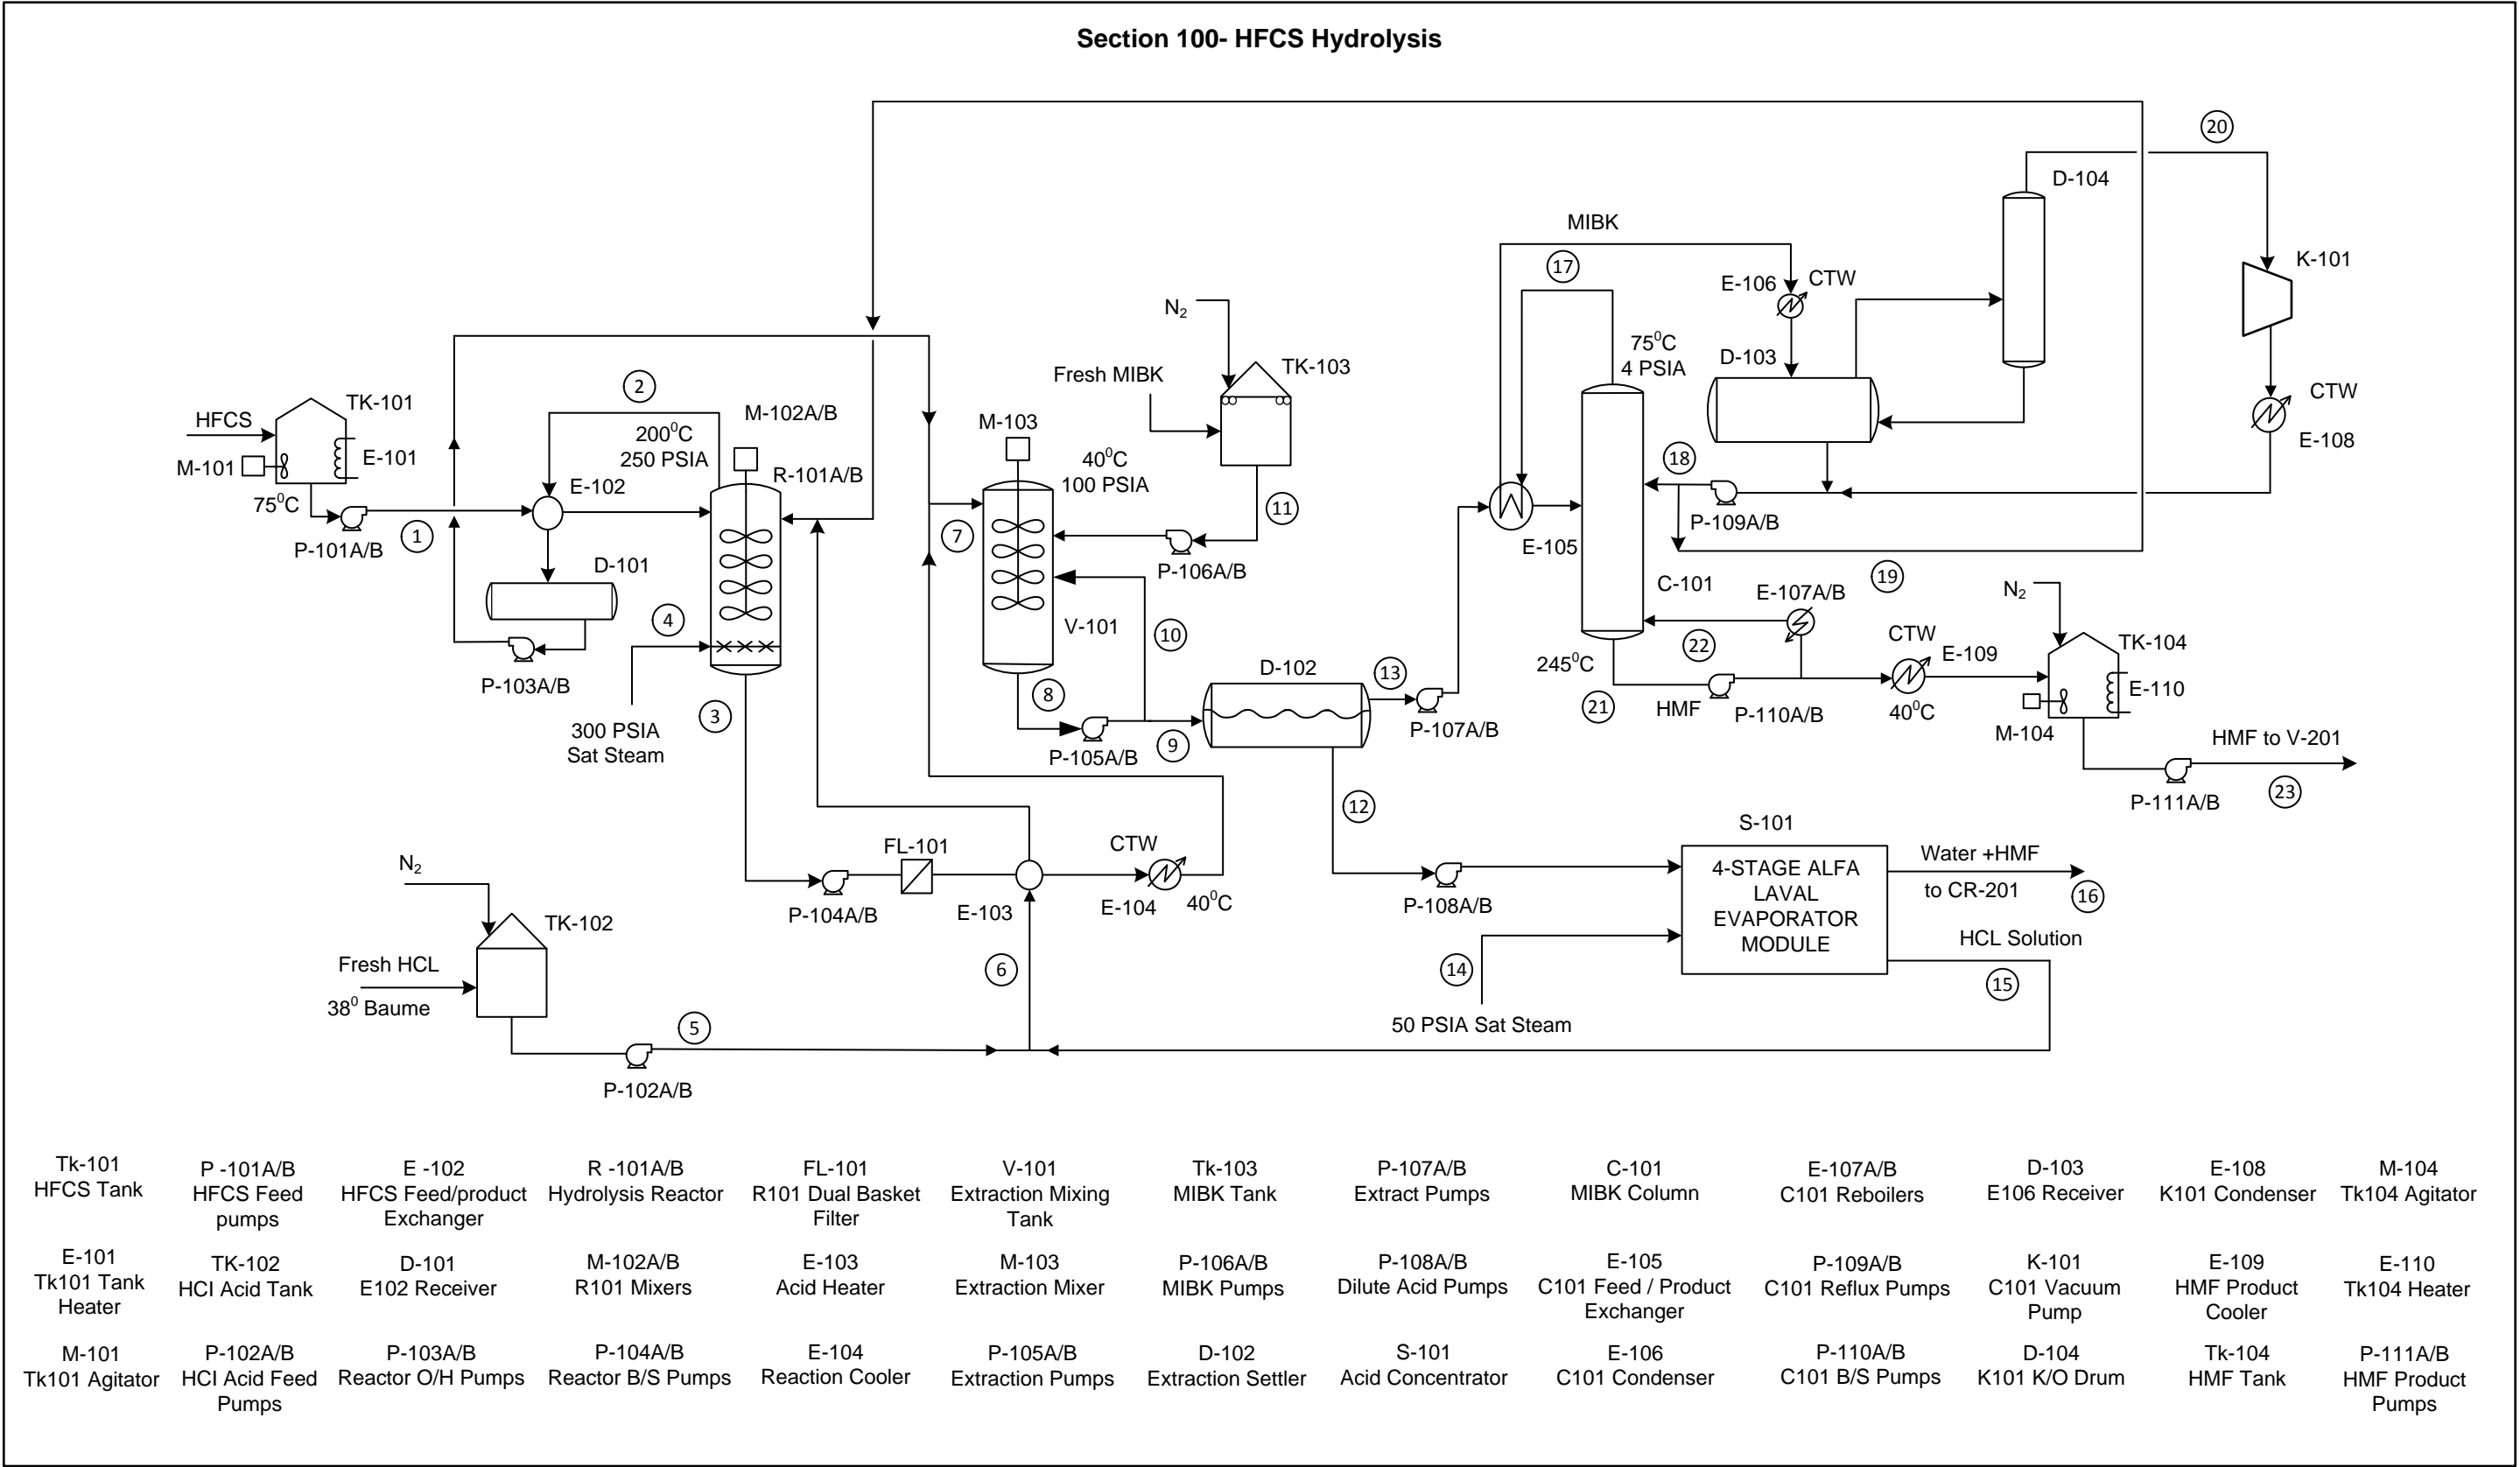 Section 100- HFCS Hydrolysis
20
D-104
MIBK
17
K-101
E-106
CTW
N2
75⁰C
4 PSIA
D-103
Fresh MIBK
TK-103
CTW
E-108
2
TK-101
HFCS
M-102A/B
M-103
200⁰C
250 PSIA
E-101
M-101
R-101A/B
40⁰C
100 PSIA
18
E-102
75⁰C
11
P-109A/B
P-101A/B
1
7
E-105
D-101
P-106A/B
19
C-101
E-107A/B
N2
4
V-101
10
22
CTW
TK-104
E-109
D-102
245⁰C
13
P-103A/B
8
E-110
3
21
HMF
P-110A/B
40⁰C
M-104
300 PSIA
Sat Steam
P-107A/B
P-105A/B
9
HMF to V-201
P-111A/B
23
12
S-101
FL-101
CTW
N2
4-STAGE ALFA
LAVAL
EVAPORATOR
MODULE
Water +HMF
to CR-201
16
P-104A/B
E-103
E-104
40⁰C
P-108A/B
TK-102
HCL Solution
Fresh HCL
38⁰ Baume
6
14
15
5
50 PSIA Sat Steam
P-102A/B
Tk-101
HFCS Tank
P -101A/B
HFCS Feed
pumps
E -102
HFCS Feed/product
Exchanger
R -101A/B
Hydrolysis Reactor
FL-101
R101 Dual Basket
Filter
V-101
Extraction Mixing
Tank
Tk-103
MIBK Tank
P-107A/B
Extract Pumps
C-101
MIBK Column
E-107A/B
C101 Reboilers
D-103
E106 Receiver
E-108
K101 Condenser
M-104
Tk104 Agitator
E-101
Tk101 Tank
Heater
TK-102
HCI Acid Tank
D-101
E102 Receiver
M-102A/B
R101 Mixers
E-103
Acid Heater
M-103
Extraction Mixer
P-106A/B
MIBK Pumps
P-108A/B
Dilute Acid Pumps
E-105
C101 Feed / Product
Exchanger
P-109A/B
C101 Reflux Pumps
K-101
C101 Vacuum
Pump
E-109
HMF Product
Cooler
E-110
Tk104 Heater
M-101
Tk101 Agitator
P-102A/B
HCI Acid Feed
Pumps
P-103A/B
Reactor O/H Pumps
P-104A/B
Reactor B/S Pumps
E-104
Reaction Cooler
P-105A/B
Extraction Pumps
D-102
Extraction Settler
S-101
Acid Concentrator
E-106
C101 Condenser
P-110A/B
C101 B/S Pumps
D-104
K101 K/O Drum
Tk-104
HMF Tank
P-111A/B
HMF Product
Pumps